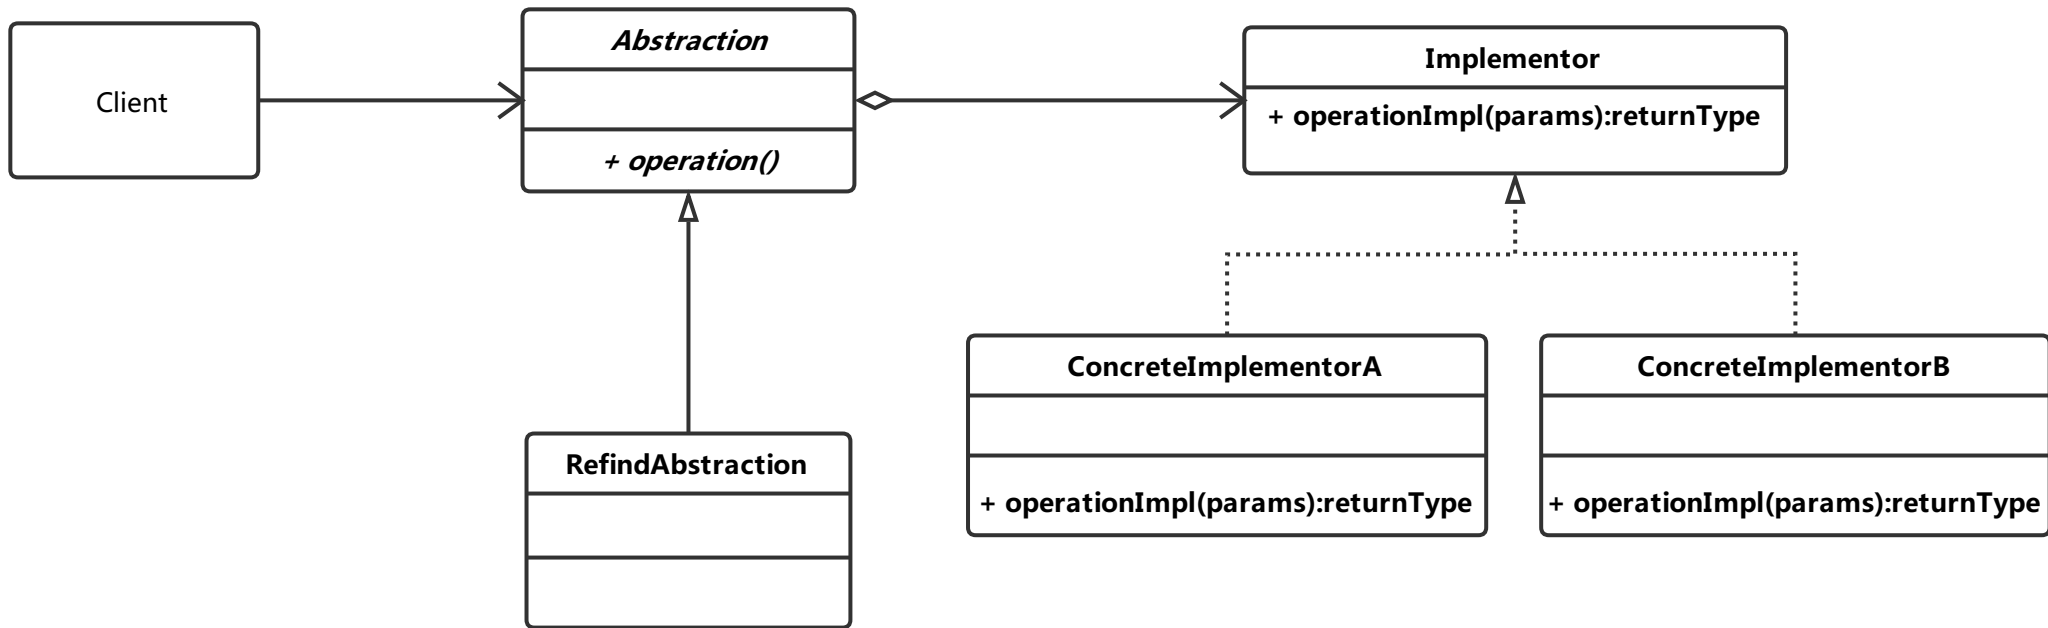 Client
Abstraction
+ operation()
Implementor
+ operationImpl(params):returnType
RefindAbstraction
ConcreteImplementorA
+ operationImpl(params):returnType
ConcreteImplementorB
+ operationImpl(params):returnType